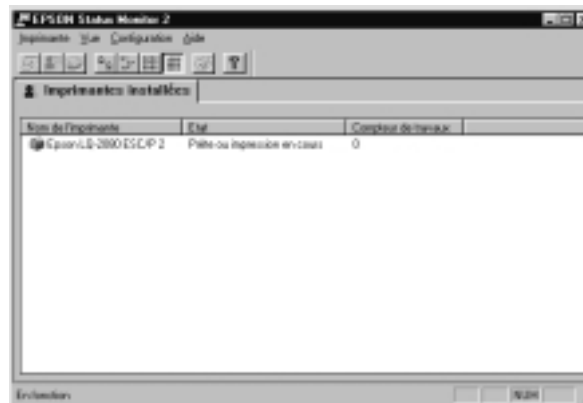 EPSON Status Monitor 2
Imprimante Vue Configuration Aide
Imprimantes Installées
Nom de l'imprimante Etat Compteur de travaux
Epson LQ-2080 ESC/P 2 Prête ou impression en cours 0
En fonction NUM